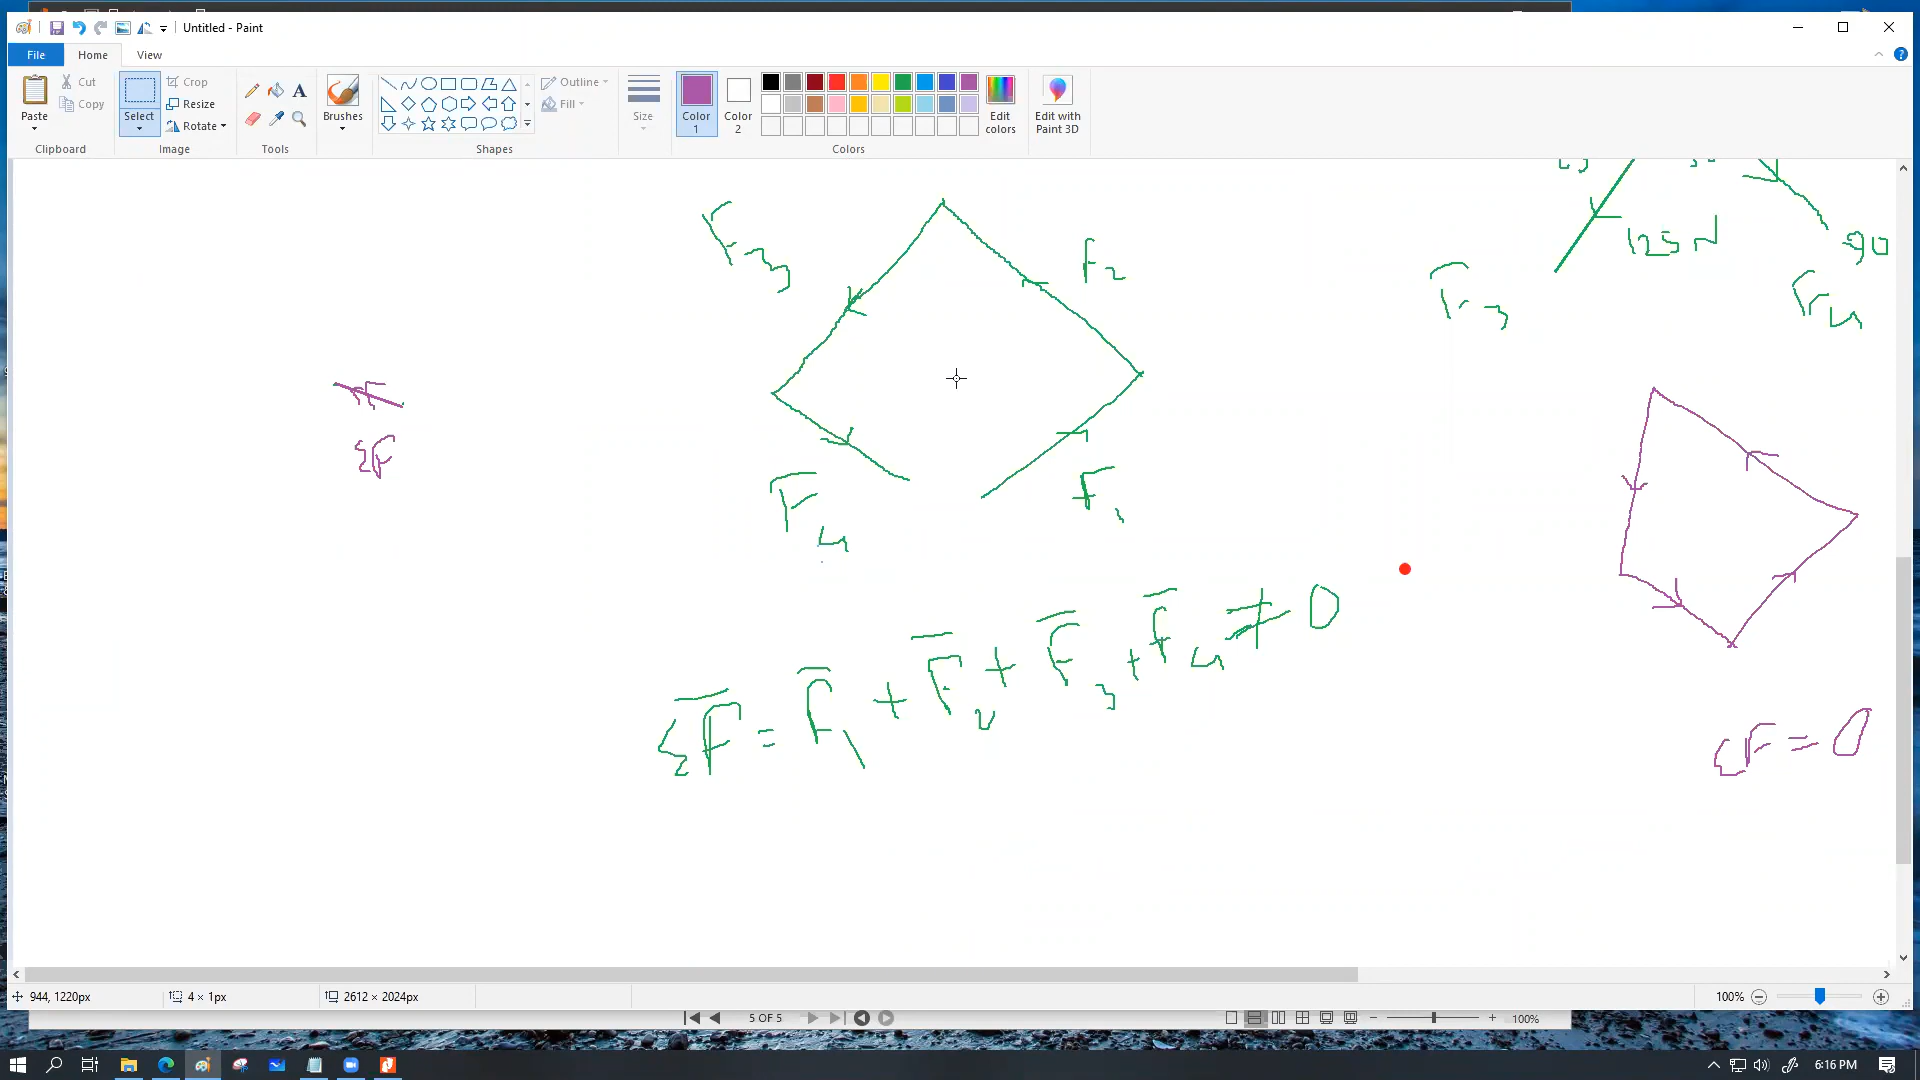 Untitled - Paint
File Home View
Cut
Copy
Paste
Crop
Resize
Rotate
Select
Brushes
Outline
Fill
Size
Color 1
Color 2
Edit colors
Edit with Paint 3D
Clipboard Image Tools Shapes Colors
F3
F2
125 N
90
F3
F4
ΣF
F4
F1
ΣF = F1 + F2 + F3 + F4 ≠ 0
ΣF = 0
944, 1220px 4 × 1px 2612 × 2024px 100%
5 OF 5 100%
6:16 PM